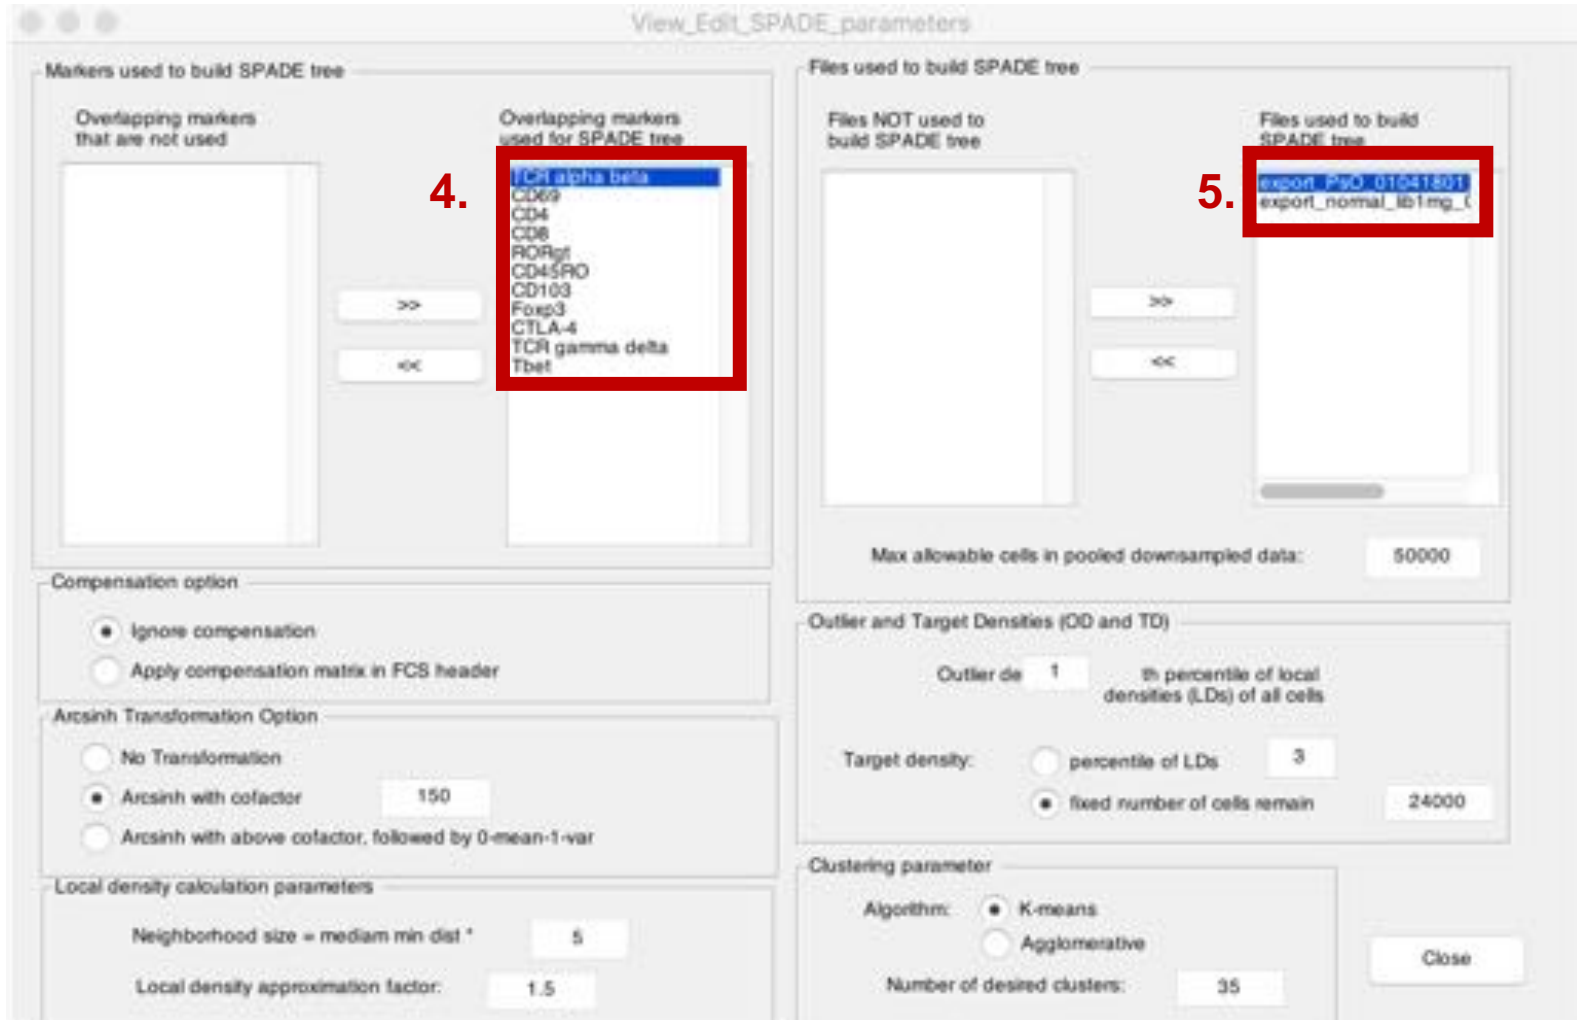 View_Edit_SPADE_parameters
Markers used to build SPADE tree
Overlapping markers
that are not used
Overlapping markers
used for SPADE tree
4.
TCR alpha beta
CD69
CD4
CD8
RORgt
CD45RO
CD103
Foxp3
CTLA-4
TCR gamma delta
Tbet
>>
<<
Files used to build SPADE tree
Files NOT used to
build SPADE tree
Files used to build
SPADE tree
5.
export_PsO_01041801
export_normal_lib1mg_0
>>
<<
Max allowable cells in pooled downsampled data: 50000
Compensation option
Ignore compensation
Apply compensation matrix in FCS header
Arcsinh Transformation Option
No Transformation
Arcsinh with cofactor 150
Arcsinh with above cofactor, followed by 0-mean-1-var
Local density calculation parameters
Neighborhood size = mediam min dist * 5
Local density approximation factor: 1.5
Outlier and Target Densities (OD and TD)
Outlier de 1 th percentile of local
densities (LDs) of all cells
Target density: percentile of LDs 3
fixed number of cells remain 24000
Clustering parameter
Algorithm: K-means
Agglomerative
Number of desired clusters: 35
Close